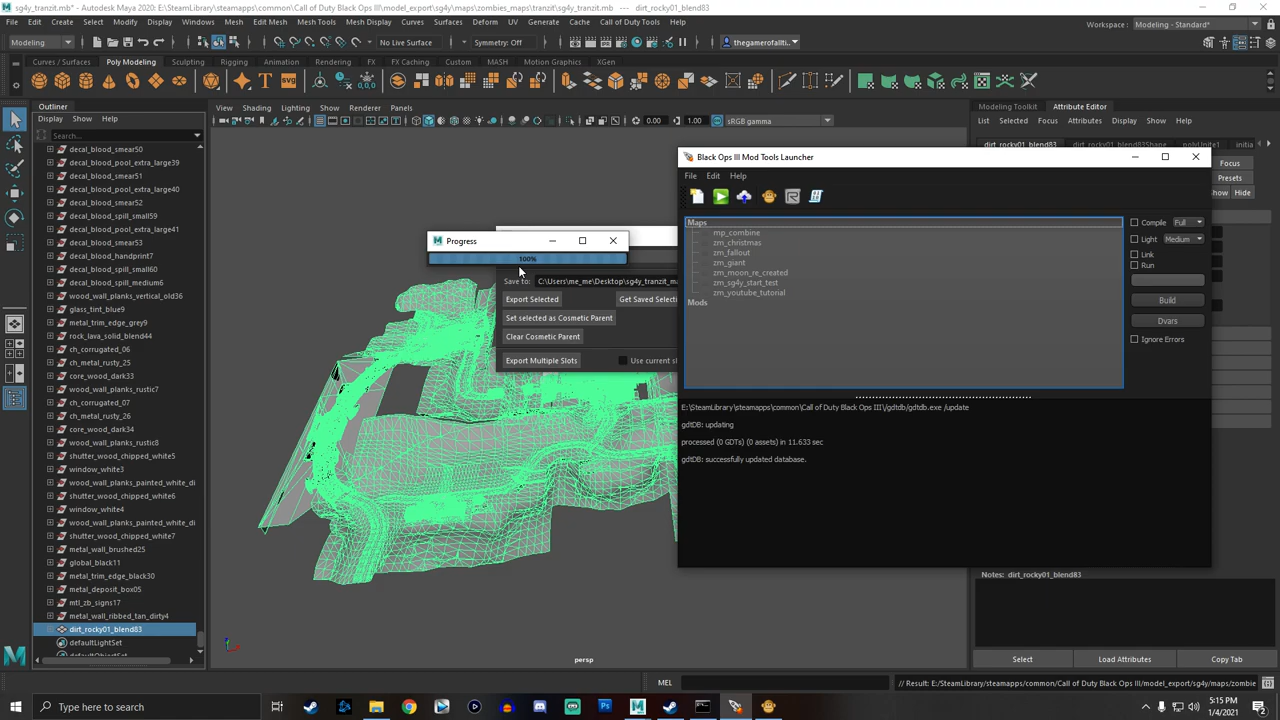 sg4y_tranzit.mb* - Autodesk Maya 2020: E:\SteamLibrary\steamapps\common\Call of Duty Black Ops III\model_export\sg4y\maps\zombies_maps\tranzit\sg4y_tranzit.mb --- dirt_rocky01_blend83
File Edit Create Select Modify Display Windows Mesh Edit Mesh Mesh Tools Mesh Display Curves Surfaces Deform UV Generate Cache Call of Duty Tools Help
Workspace : Modeling - Standard*
Modeling No Live Surface Symmetry: Off thegamerofallti...
Curves / Surfaces Poly Modeling Sculpting Rigging Animation Rendering FX FX Caching Custom MASH Motion Graphics XGen
Outliner
Display Show Help
Search...
View Shading Lighting Show Renderer Panels
0.00 1.00 sRGB gamma
Modeling Toolkit Attribute Editor
List Selected Focus Attributes Display Show Help
dirt_rocky01_blend83 dirt_rocky01_blend83Shape polyUnite1 initia
Focus
Presets
Show Hide
decal_blood_smear50
decal_blood_pool_extra_large39
decal_blood_smear51
decal_blood_pool_extra_large40
decal_blood_smear52
decal_blood_spill_small59
decal_blood_pool_extra_large41
decal_blood_smear53
decal_blood_handprint7
decal_blood_spill_small60
decal_blood_spill_medium6
wood_wall_planks_vertical_old36
glass_tint_blue9
metal_trim_edge_grey9
rock_lava_solid_blend44
ch_corrugated_06
ch_metal_rusty_25
core_wood_dark33
wood_wall_planks_rustic7
ch_corrugated_07
ch_metal_rusty_26
core_wood_dark34
wood_wall_planks_rustic8
shutter_wood_chipped_white5
window_white3
wood_wall_planks_painted_white_di
shutter_wood_chipped_white6
window_white4
wood_wall_planks_painted_white_di
shutter_wood_chipped_white7
metal_wall_brushed25
global_black11
metal_trim_edge_black30
metal_deposit_box05
mtl_zb_signs17
metal_wall_ribbed_tan_dirty4
dirt_rocky01_blend83
defaultLightSet
defaultObjectSet
Progress
100%
Save to: C:\Users\me_me\Desktop\sg4y_tranzit_ma
Export Selected Get Saved Selecti
Set selected as Cosmetic Parent
Clear Cosmetic Parent
Export Multiple Slots Use current sl
Black Ops III Mod Tools Launcher
File Edit Help
Maps
mp_combine
zm_christmas
zm_fallout
zm_giant
zm_moon_re_created
zm_sg4y_start_test
zm_youtube_tutorial
Mods
Compile Full
Light Medium
Link
Run
Build
Dvars
Ignore Errors
E:\SteamLibrary\steamapps\common\Call of Duty Black Ops III\/gdtdb/gdtdb.exe /update
gdtDB: updating
processed (0 GDTs) (0 assets) in 11.633 sec
gdtDB: successfully updated database.
persp
Notes: dirt_rocky01_blend83
Select Load Attributes Copy Tab
MEL // Result: E:/SteamLibrary/steamapps/common/Call of Duty Black Ops III/model_export/sg4y/maps/zombie
Type here to search
5:15 PM
1/4/2021